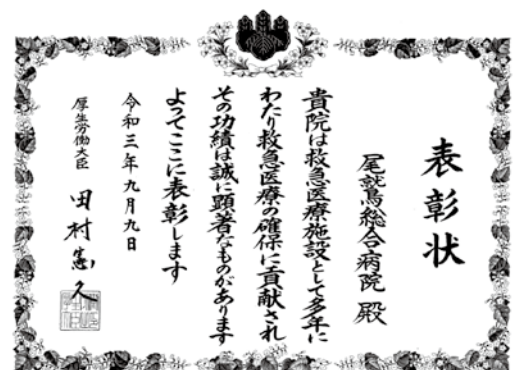 表彰状
尾鷲総合病院 殿
貴院は救急医療施設として多年に
わたり救急医療の確保に貢献され
その功績は誠に顕著なものがあります
よってここに表彰します
令和三年九月九日
厚生労働大臣 田村憲久